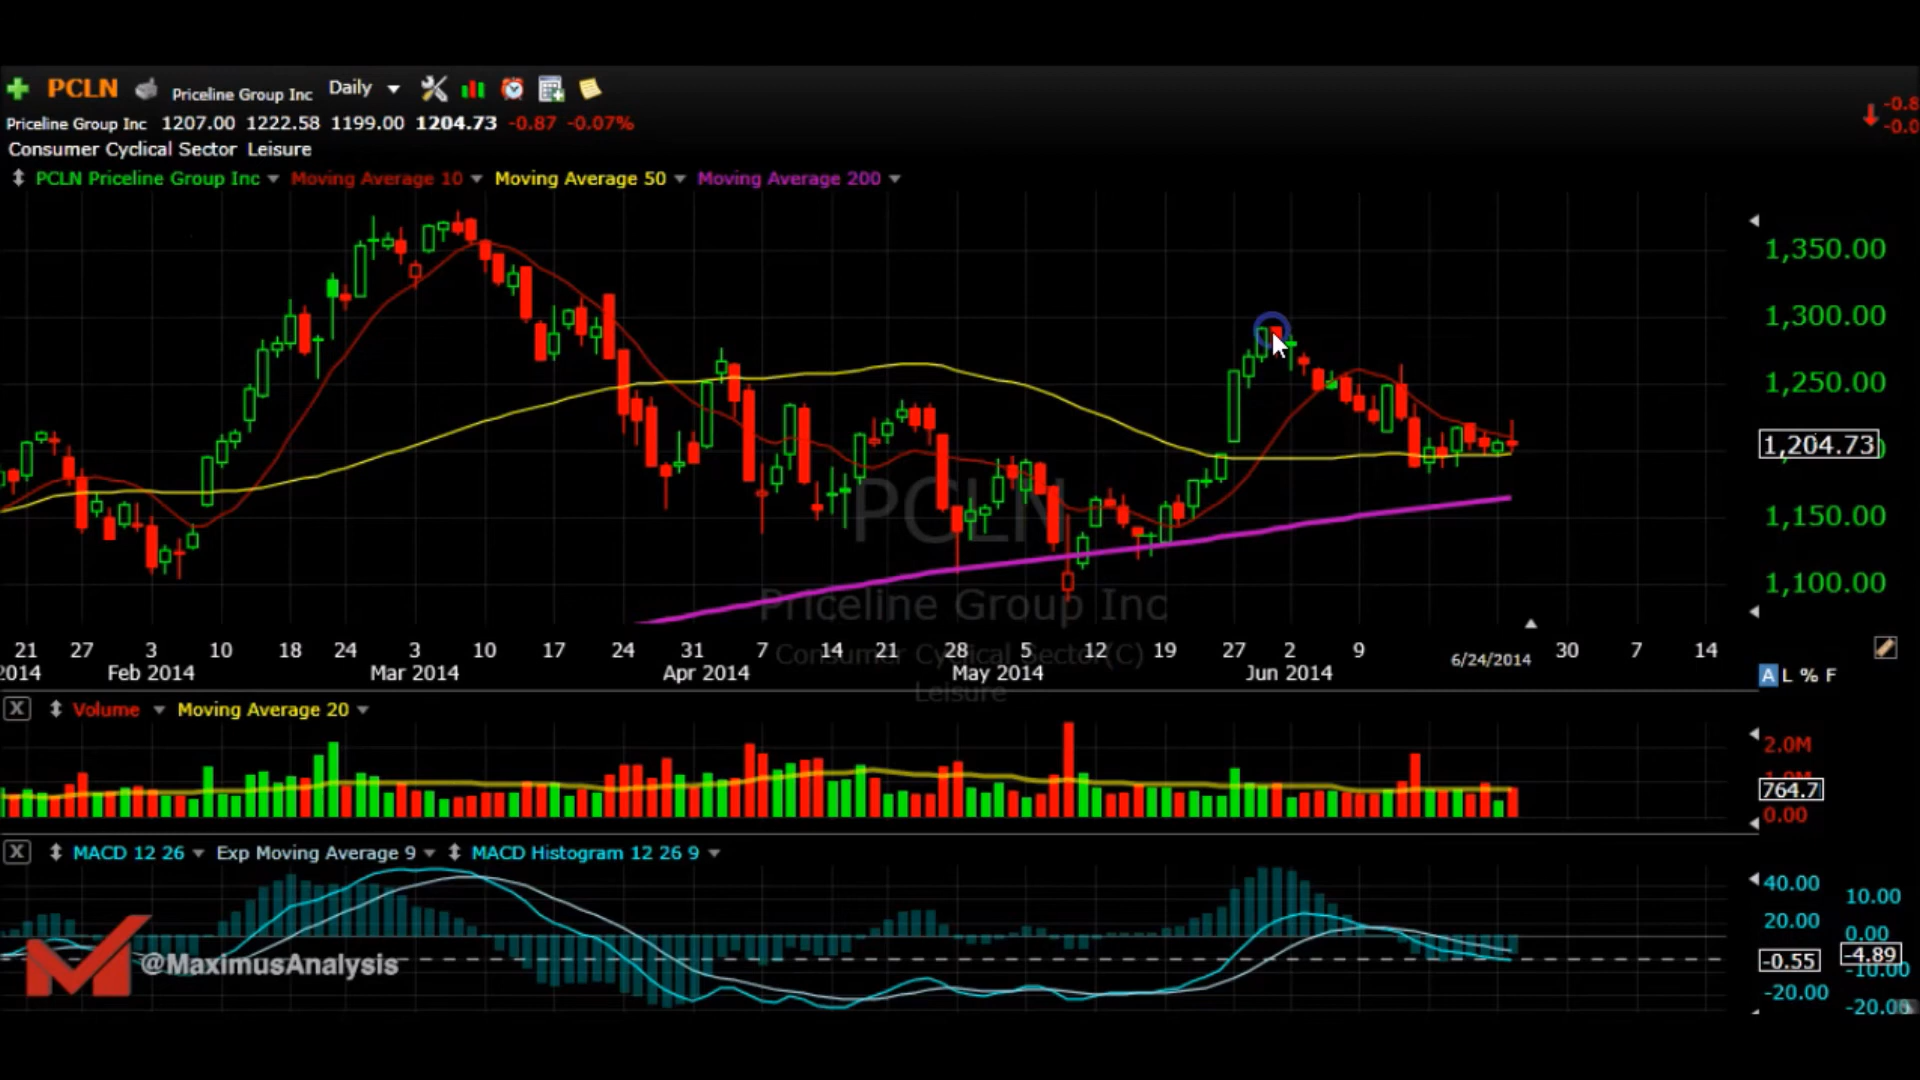 PCLN Priceline Group Inc Daily
Priceline Group Inc 1207.00 1222.58 1199.00 1204.73 -0.87 -0.07%
Consumer Cyclical Sector Leisure
PCLN Priceline Group Inc Moving Average 10 Moving Average 50 Moving Average 200
1,350.00
1,300.00
1,250.00
1,204.73
1,150.00
1,100.00
PCLN
Priceline Group Inc
Consumer Cyclical Sector(C)
Leisure
21 27 3 10 18 24 3 10 17 24 31 7 14 21 28 5 12 19 27 2 9 6/24/2014 30 7 14
2014 Feb 2014 Mar 2014 Apr 2014 May 2014 Jun 2014
A L % F
X Volume Moving Average 20
2.0M
764.7
0.00
X MACD 12 26 Exp Moving Average 9 MACD Histogram 12 26 9
40.00 10.00
20.00 0.00
-0.55 -4.89
-10.00
-20.00 -20.00
@MaximusAnalysis